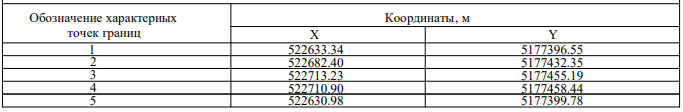 Обозначение характерных точек границ
Координаты, м
X
Y
1 522633.34 5177396.55
2 522682.40 5177432.35
3 522713.23 5177455.19
4 522710.90 5177458.44
5 522630.98 5177399.78